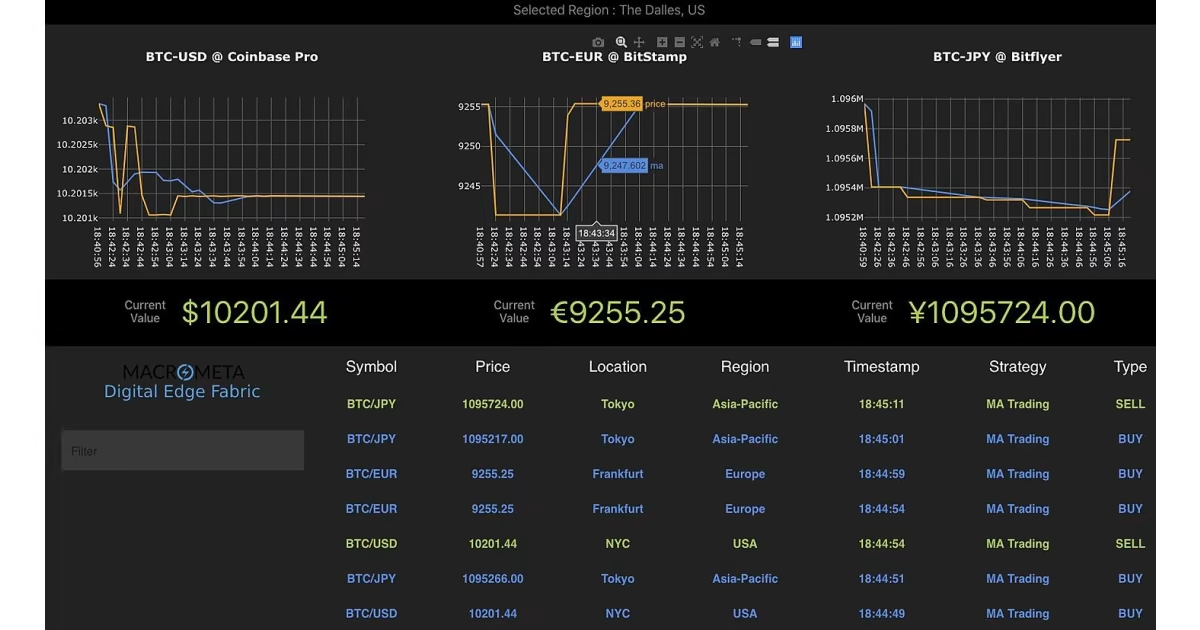 Selected Region : The Dalles, US
BTC-USD @ Coinbase Pro
10.203k
10.2025k
10.202k
10.2015k
10.201k
18:40:56
18:42:24
18:42:34
18:42:44
18:42:54
18:43:04
18:43:14
18:43:24
18:43:34
18:43:54
18:44:04
18:44:14
18:44:24
18:44:34
18:44:44
18:44:54
18:45:04
18:45:14
BTC-EUR @ BitStamp
9255
9250
9245
9,255.36 price
9,247.602 ma
18:43:34
18:40:57
18:42:24
18:42:34
18:42:44
18:42:54
18:43:04
18:43:14
18:43:24
18:43:34
18:43:44
18:43:54
18:44:04
18:44:14
18:44:24
18:44:34
18:44:44
18:44:54
18:45:04
18:45:14
BTC-JPY @ Bitflyer
1.096M
1.0958M
1.0956M
1.0954M
1.0952M
18:40:59
18:42:26
18:42:36
18:42:56
18:43:06
18:43:16
18:43:26
18:43:36
18:43:46
18:43:56
18:44:06
18:44:16
18:44:26
18:44:36
18:44:46
18:44:56
18:45:06
18:45:16
Current
Value
$10201.44
Current
Value
€9255.25
Current
Value
¥1095724.00
MACROMETA
Digital Edge Fabric
Filter
Symbol Price Location Region Timestamp Strategy Type
BTC/JPY 1095724.00 Tokyo Asia-Pacific 18:45:11 MA Trading SELL
BTC/JPY 1095217.00 Tokyo Asia-Pacific 18:45:01 MA Trading BUY
BTC/EUR 9255.25 Frankfurt Europe 18:44:59 MA Trading BUY
BTC/EUR 9255.25 Frankfurt Europe 18:44:54 MA Trading BUY
BTC/USD 10201.44 NYC USA 18:44:54 MA Trading SELL
BTC/JPY 1095266.00 Tokyo Asia-Pacific 18:44:51 MA Trading BUY
BTC/USD 10201.44 NYC USA 18:44:49 MA Trading BUY